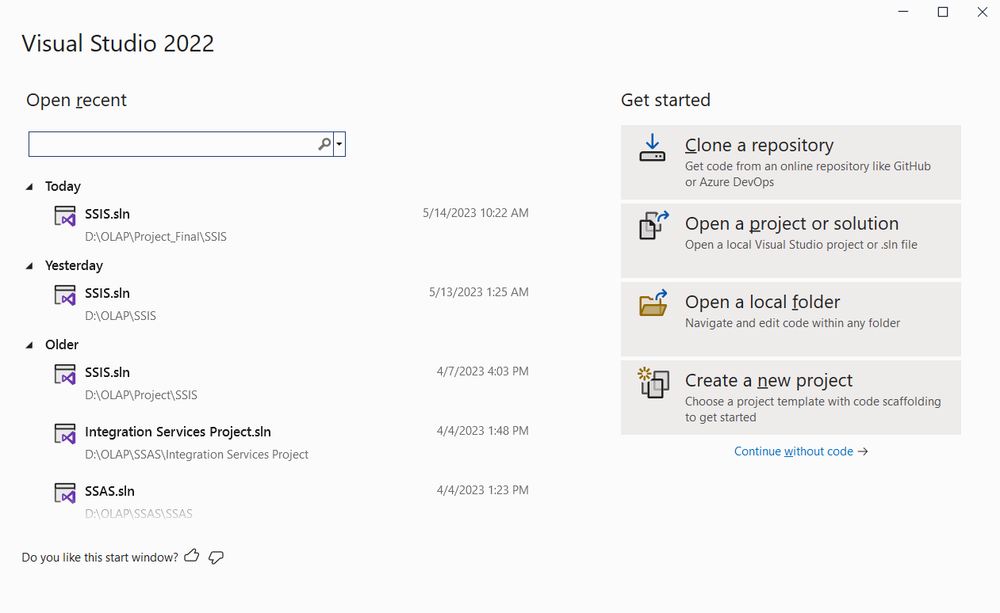 Visual Studio 2022
Open recent
Today
SSIS.sln
5/14/2023 10:22 AM
D:\OLAP\Project_Final\SSIS
Yesterday
SSIS.sln
5/13/2023 1:25 AM
D:\OLAP\SSIS
Older
SSIS.sln
4/7/2023 4:03 PM
D:\OLAP\Project\SSIS
Integration Services Project.sln
4/4/2023 1:48 PM
D:\OLAP\SSAS\Integration Services Project
SSAS.sln
4/4/2023 1:23 PM
D:\OLAP\SSAS\SSAS
Do you like this start window?
Get started
Clone a repository
Get code from an online repository like GitHub
or Azure DevOps
Open a project or solution
Open a local Visual Studio project or .sln file
Open a local folder
Navigate and edit code within any folder
Create a new project
Choose a project template with code scaffolding
to get started
Continue without code →